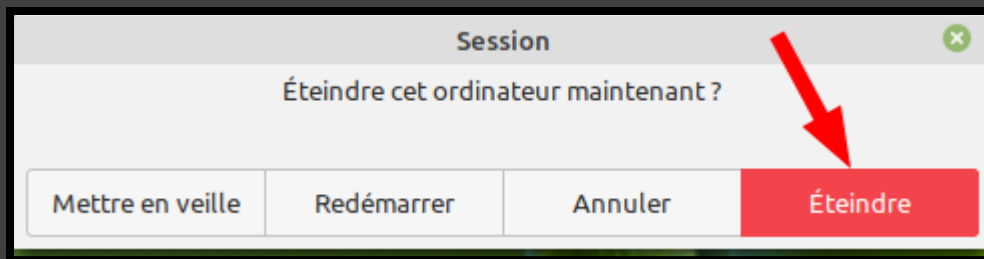 Session
Éteindre cet ordinateur maintenant ?
Mettre en veille
Redémarrer
Annuler
Éteindre